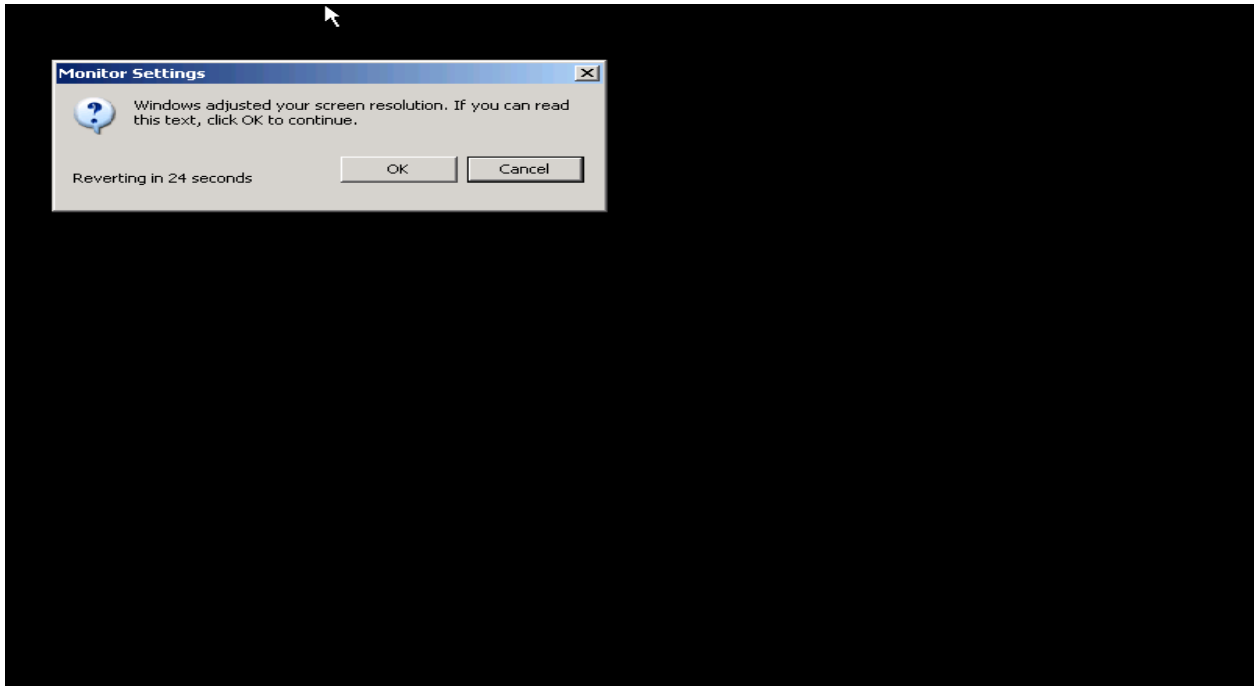 Monitor Settings
Windows adjusted your screen resolution. If you can read
this text, click OK to continue.
OK
Cancel
Reverting in 24 seconds